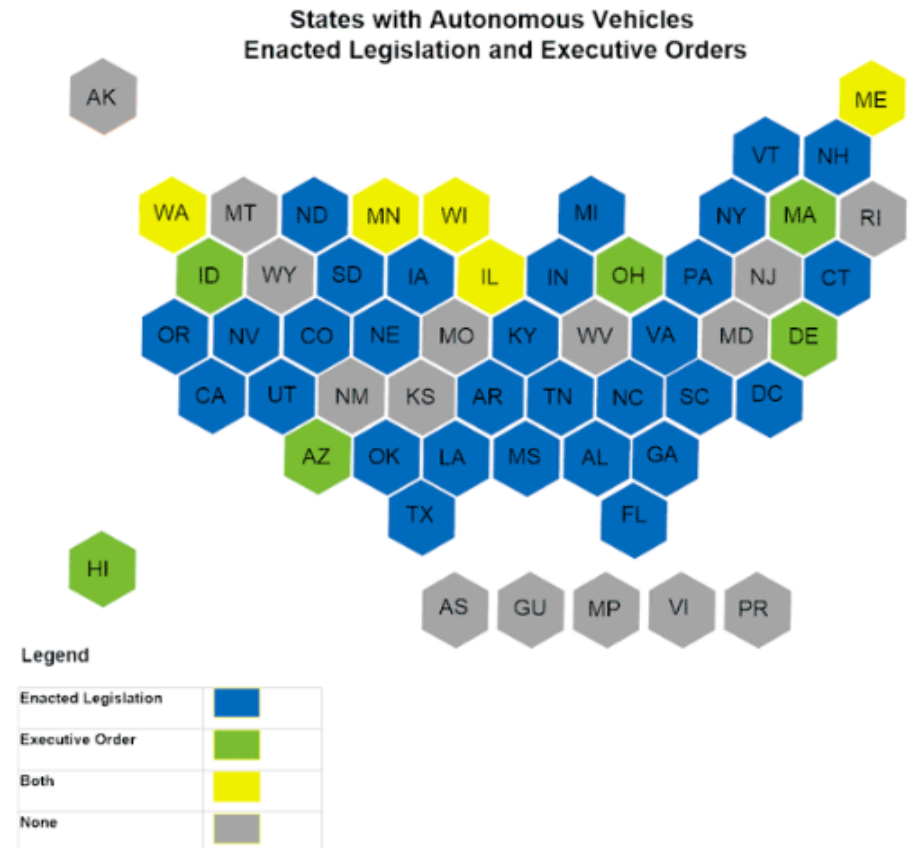 States with Autonomous Vehicles
Enacted Legislation and Executive Orders
AK
ME
VT NH
WA MT ND MN WI MI NY MA RI
ID WY SD IA IL IN OH PA NJ CT
OR NV CO NE MO KY WV VA MD DE
CA UT NM KS AR TN NC SC DC
AZ OK LA MS AL GA
TX FL
HI
AS GU MP VI PR
Legend
Enacted Legislation
Executive Order
Both
None